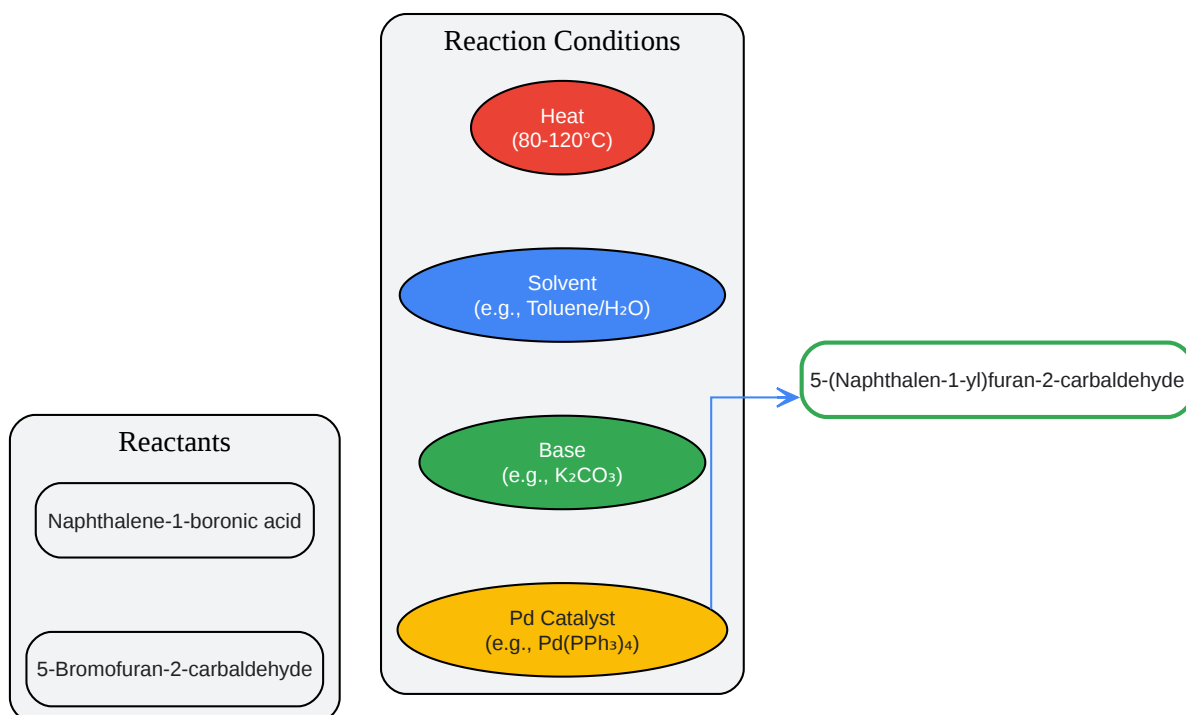 Reaction Conditions
Heat
(80-120°C)
Solvent
(e.g., Toluene/H₂O)
Base
(e.g., K₂CO₃)
Pd Catalyst
(e.g., Pd(PPh₃)₄)
Reactants
Naphthalene-1-boronic acid
5-Bromofuran-2-carbaldehyde
5-(Naphthalen-1-yl)furan-2-carbaldehyde